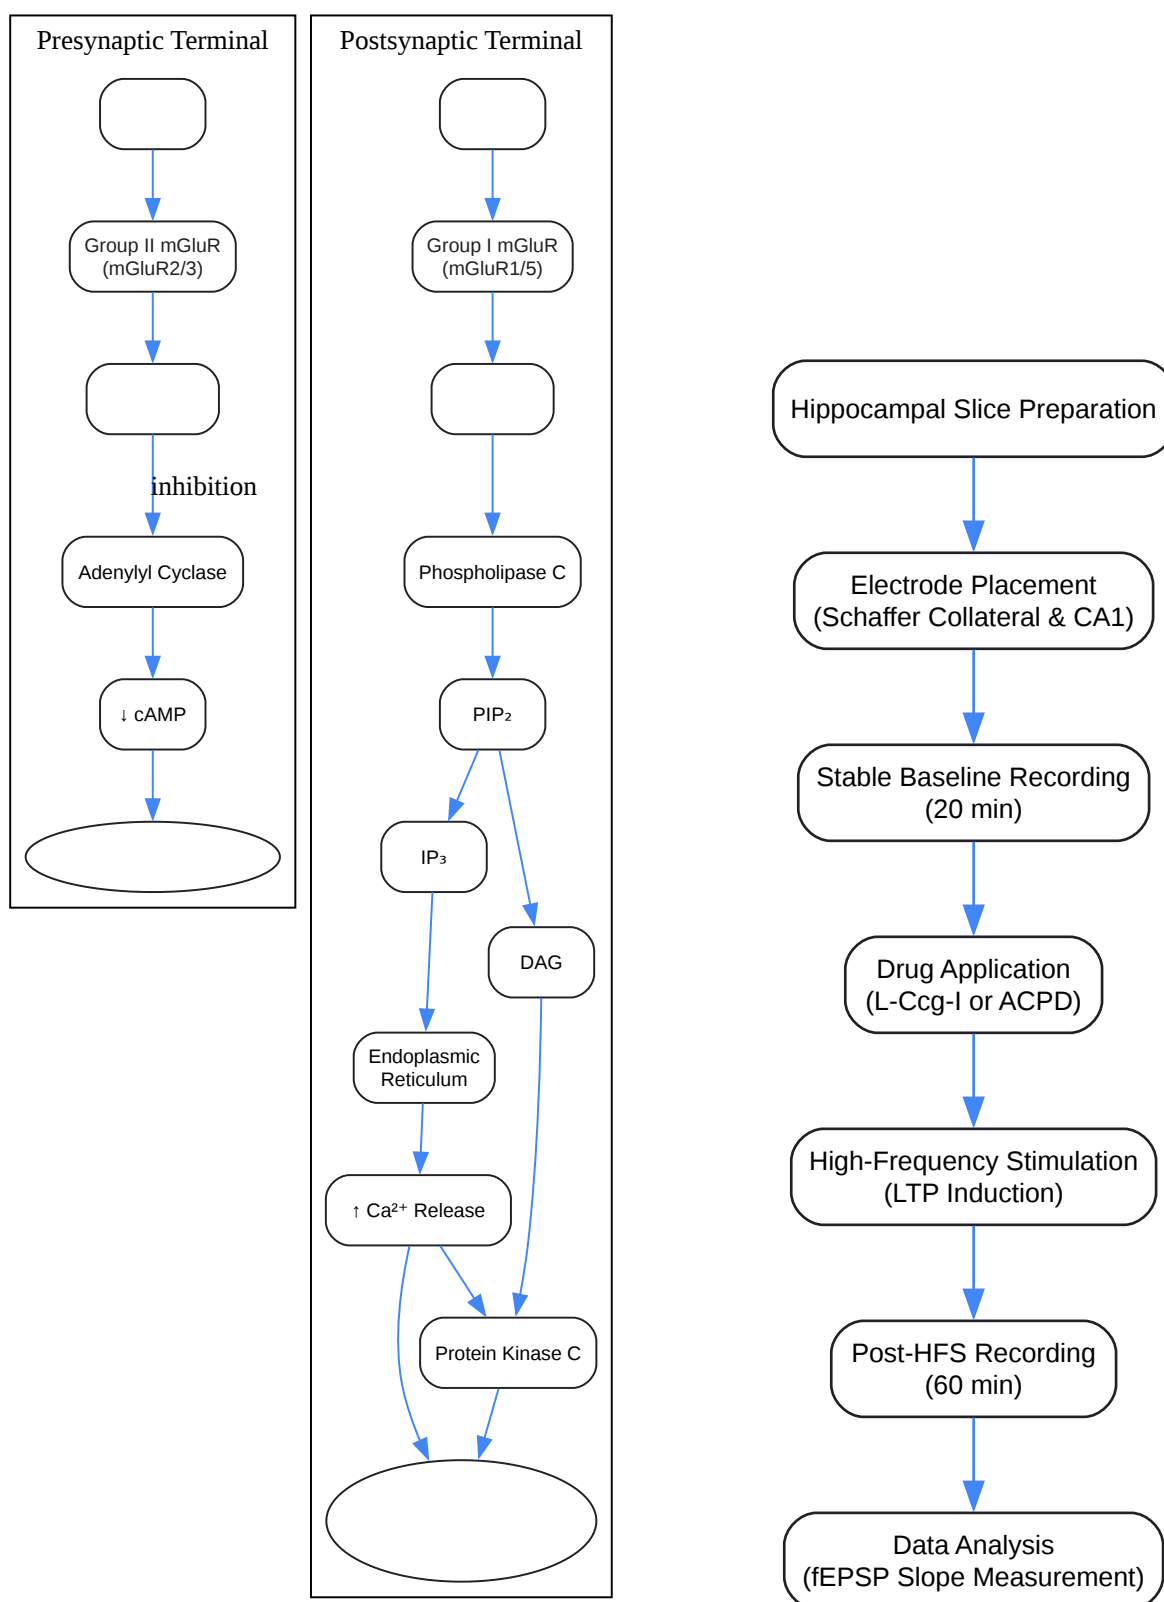 Presynaptic Terminal
Group II mGluR
(mGluR2/3)
inhibition
Adenylyl Cyclase
↓ cAMP
Postsynaptic Terminal
Group I mGluR
(mGluR1/5)
Phospholipase C
PIP₂
IP₃
DAG
Endoplasmic
Reticulum
↑ Ca²⁺ Release
Protein Kinase C
Hippocampal Slice Preparation
Electrode Placement
(Schaffer Collateral & CA1)
Stable Baseline Recording
(20 min)
Drug Application
(L-Ccg-I or ACPD)
High-Frequency Stimulation
(LTP Induction)
Post-HFS Recording
(60 min)
Data Analysis
(fEPSP Slope Measurement)